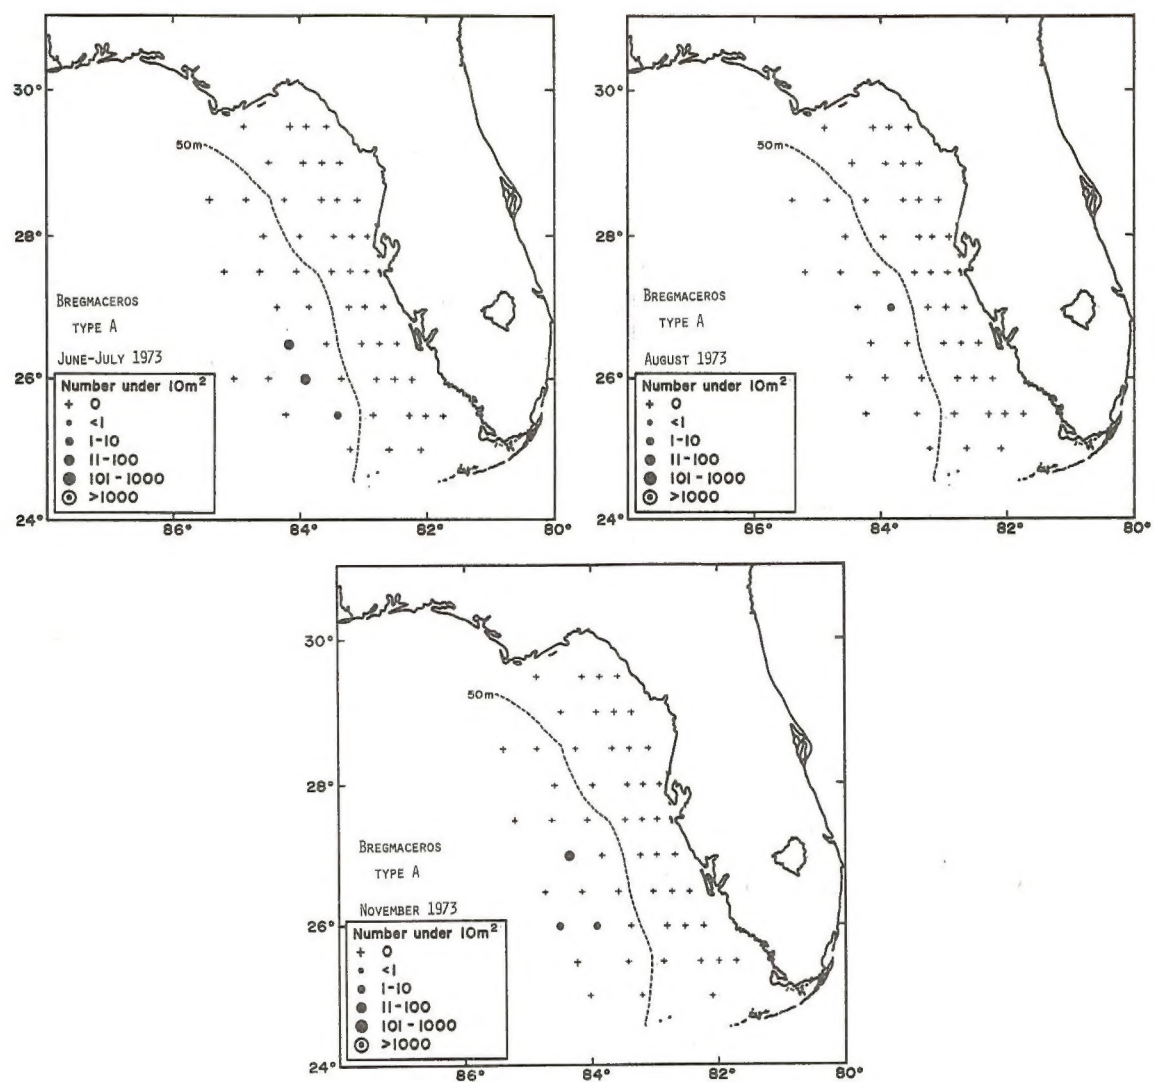 30°
28°
26°
24°
50m
BREGMACEROS
TYPE A
JUNE-JULY 1973
Number under 10m²
+ 0
<1
1-10
11-100
101-1000
>1000
86° 84° 82° 80°
30°
28°
26°
24°
50m
BREGMACEROS
TYPE A
AUGUST 1973
Number under 10m²
+ 0
<1
1-10
11-100
101-1000
>1000
86° 84° 82° 80°
30°
28°
26°
24°
50m
BREGMACEROS
TYPE A
NOVEMBER 1973
Number under 10m²
+ 0
<1
1-10
11-100
101-1000
>1000
86° 84° 82° 80°